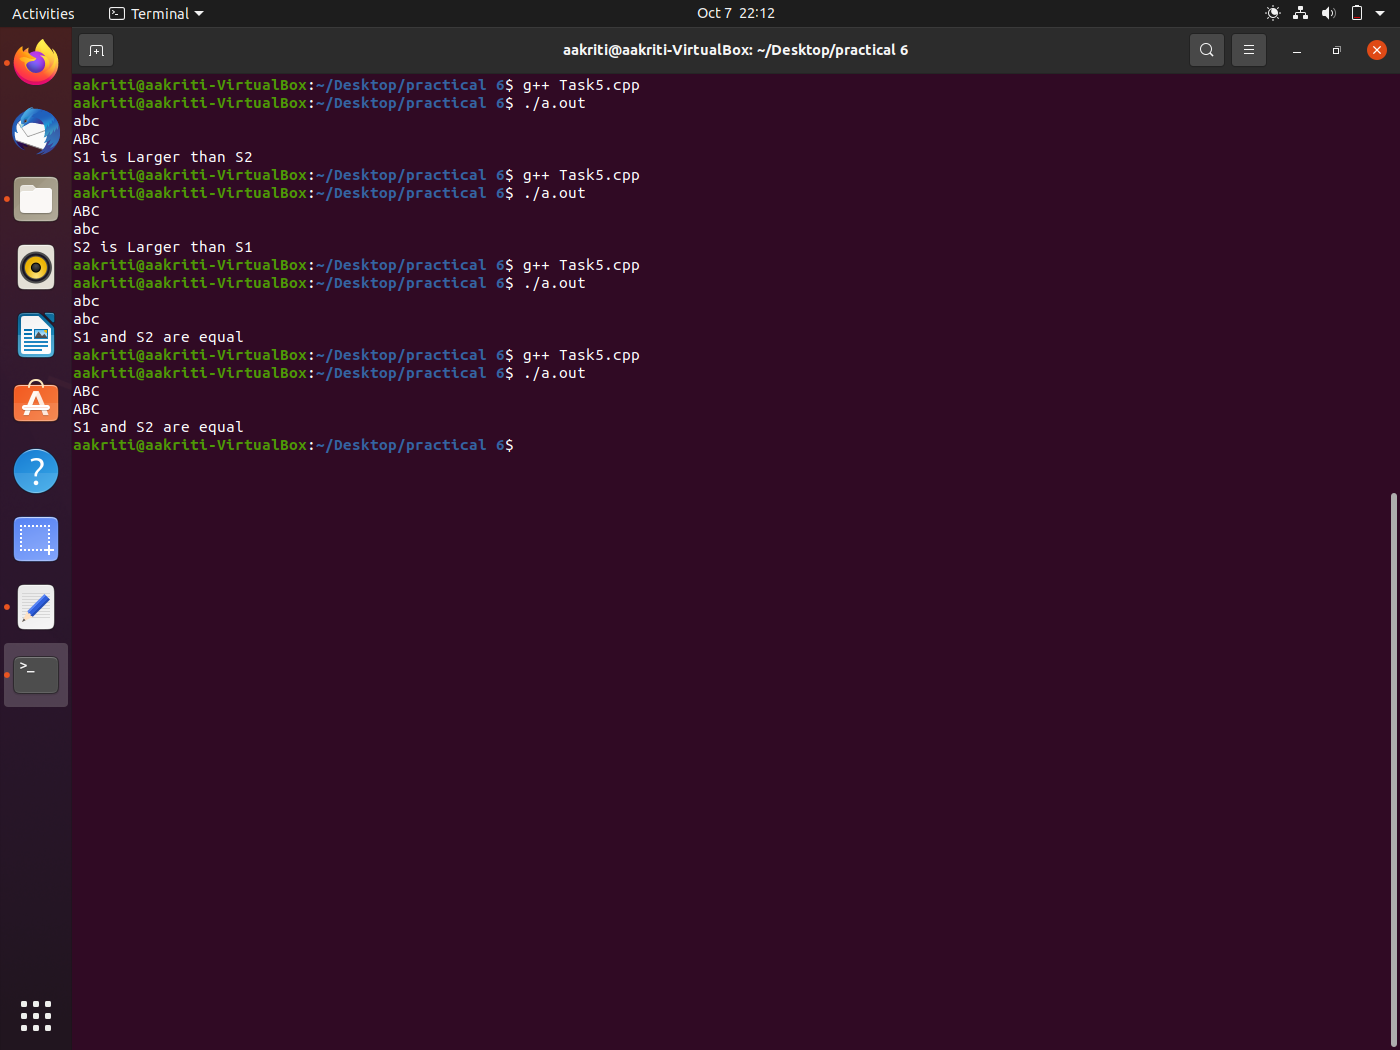 Activities Terminal Oct 7 22:12
aakriti@aakriti-VirtualBox: ~/Desktop/practical 6
aakriti@aakriti-VirtualBox:~/Desktop/practical 6$ g++ Task5.cpp
aakriti@aakriti-VirtualBox:~/Desktop/practical 6$ ./a.out
abc
ABC
S1 is Larger than S2
aakriti@aakriti-VirtualBox:~/Desktop/practical 6$ g++ Task5.cpp
aakriti@aakriti-VirtualBox:~/Desktop/practical 6$ ./a.out
ABC
abc
S2 is Larger than S1
aakriti@aakriti-VirtualBox:~/Desktop/practical 6$ g++ Task5.cpp
aakriti@aakriti-VirtualBox:~/Desktop/practical 6$ ./a.out
abc
abc
S1 and S2 are equal
aakriti@aakriti-VirtualBox:~/Desktop/practical 6$ g++ Task5.cpp
aakriti@aakriti-VirtualBox:~/Desktop/practical 6$ ./a.out
ABC
ABC
S1 and S2 are equal
aakriti@aakriti-VirtualBox:~/Desktop/practical 6$